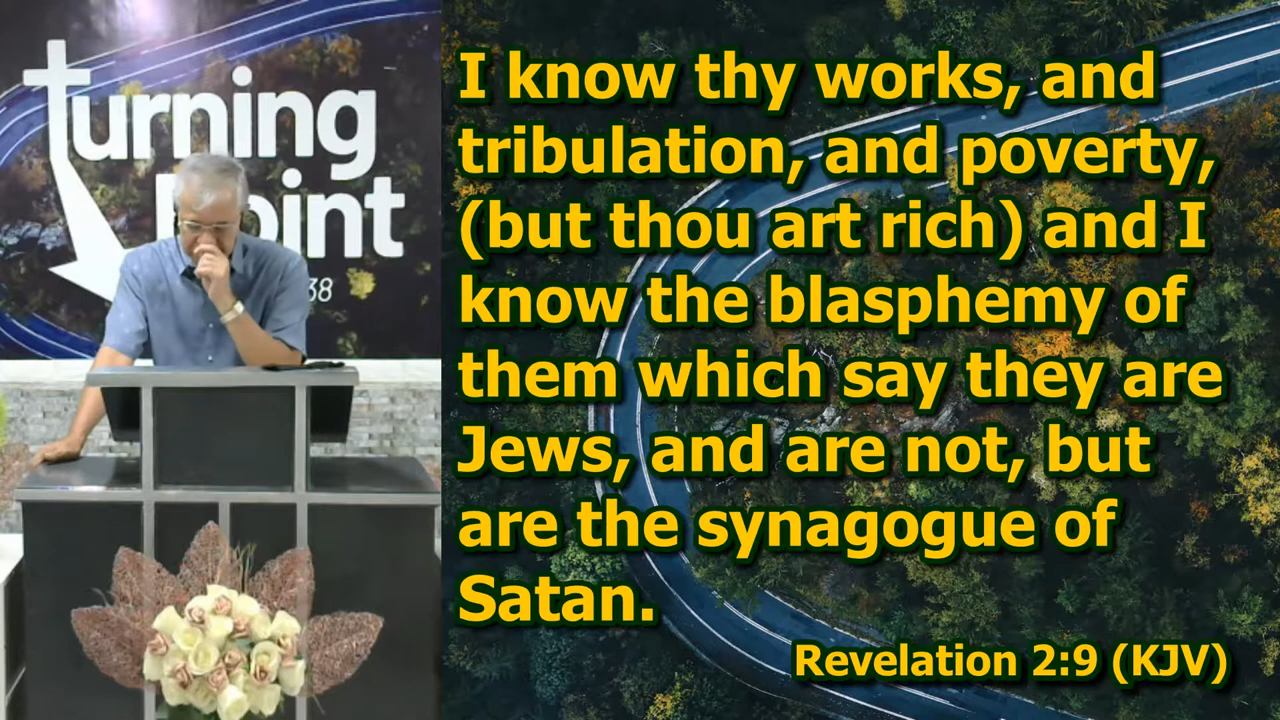 turning
Point
38
I know thy works, and
tribulation, and poverty,
(but thou art rich) and I
know the blasphemy of
them which say they are
Jews, and are not, but
are the synagogue of
Satan.
Revelation 2:9 (KJV)